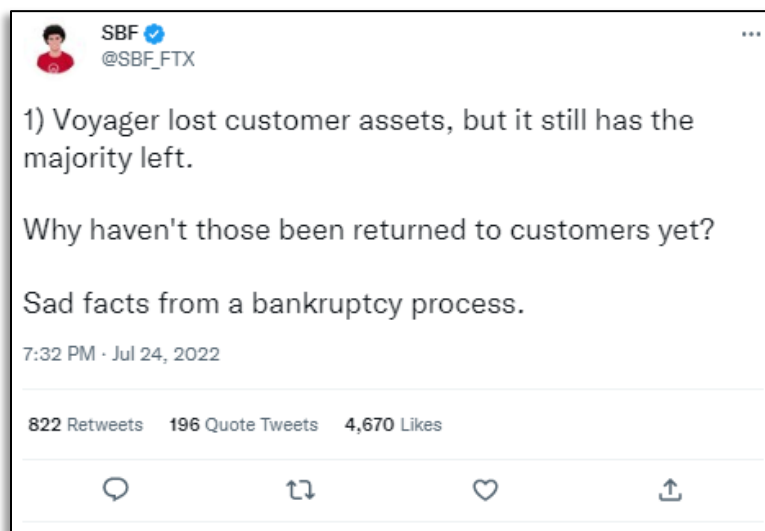 SBF
@SBF_FTX
1) Voyager lost customer assets, but it still has the
majority left.
Why haven't those been returned to customers yet?
Sad facts from a bankruptcy process.
7:32 PM · Jul 24, 2022
822 Retweets 196 Quote Tweets 4,670 Likes